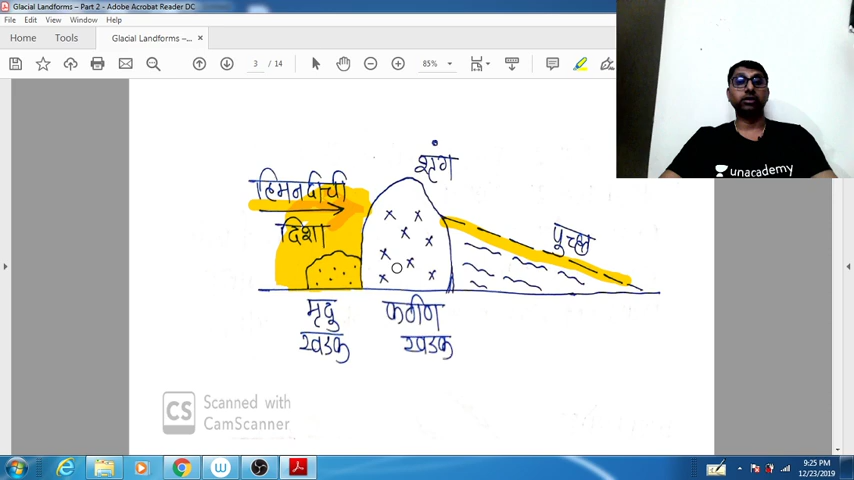 Glacial Landforms - Part 2 - Adobe Acrobat Reader DC
File Edit View Window Help
Home Tools Glacial Landforms –... ×
3 / 14 85%
शृंग
हिमनदीची
दिशा
पुच्छ
मृदू
खडक
कठीण
खडक
unacademy
CS Scanned with
CamScanner
9:25 PM
12/23/2019